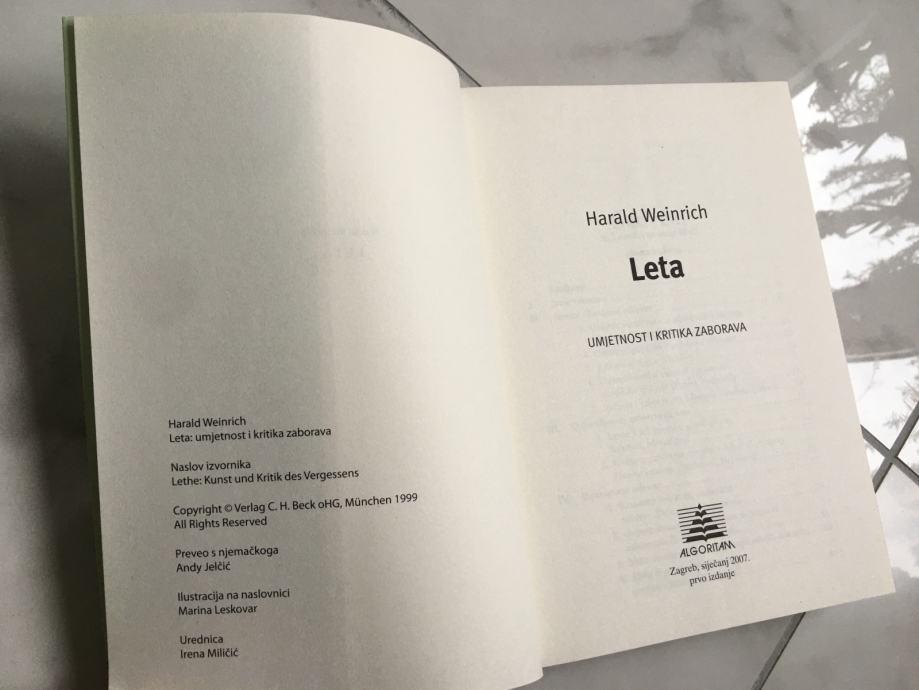 Harald Weinrich
Leta: umjetnost i kritika zaborava
Naslov izvornika
Lethe: Kunst und Kritik des Vergessens
Copyright © Verlag C. H. Beck oHG, München 1999
All Rights Reserved
Preveo s njemačkoga
Andy Jelčić
Ilustracija na naslovnici
Marina Leskovar
Urednica
Irena Miličić
Harald Weinrich
Leta
UMJETNOST I KRITIKA ZABORAVA
ALGORITAM
Zagreb, siječanj 2007.
prvo izdanje